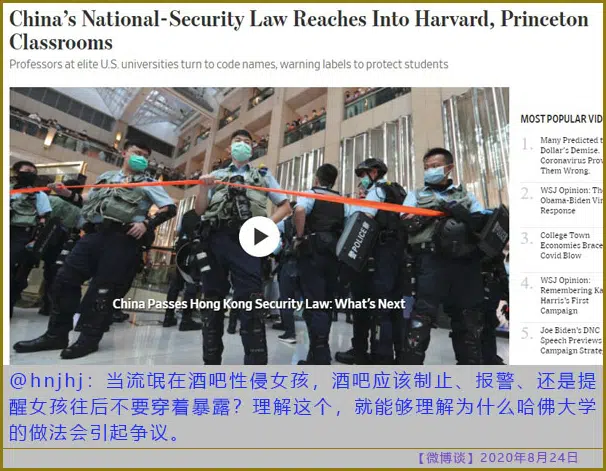 China's National-Security Law Reaches Into Harvard, Princeton
Classrooms
Professors at elite U.S. universities turn to code names, warning labels to protect students
POLICE
China Passes Hong Kong Security Law: What's Next
MOST POPULAR VID
1.
Many Predicted t
Dollar's Demise.
Coronavirus Prov
Them Wrong.
2.
WSJ Opinion: Th
Obama-Biden Vir
Response
3.
College Town
Economies Brace
Covid Blow
4.
WSJ Opinion:
Remembering Ka
Harris's First
Campaign
5.
Joe Biden's DNC
Speech Previews
Campaign Strate
@hnjhj：当流氓在酒吧性侵女孩，酒吧应该制止、报警、还是提
醒女孩往后不要穿着暴露？理解这个，就能够理解为什么哈佛大学
的做法会引起争议。
【微博谈】2020年8月24日